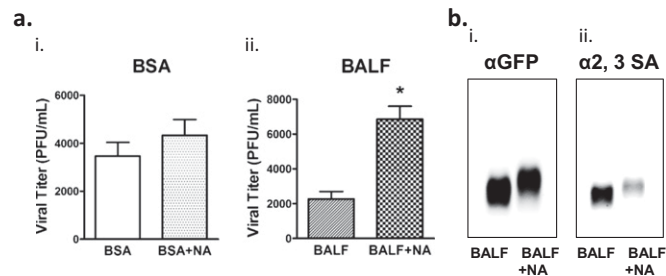 a.
i.
BSA
Viral Titer (PFU/mL)
6000
4000
2000
0
BSA
BSA+NA
ii.
BALF
*
Viral Titer (PFU/mL)
8000
6000
4000
2000
0
BALF
BALF+NA
b.
i.
αGFP
BALF
BALF
+NA
ii.
α2, 3 SA
BALF
BALF
+NA